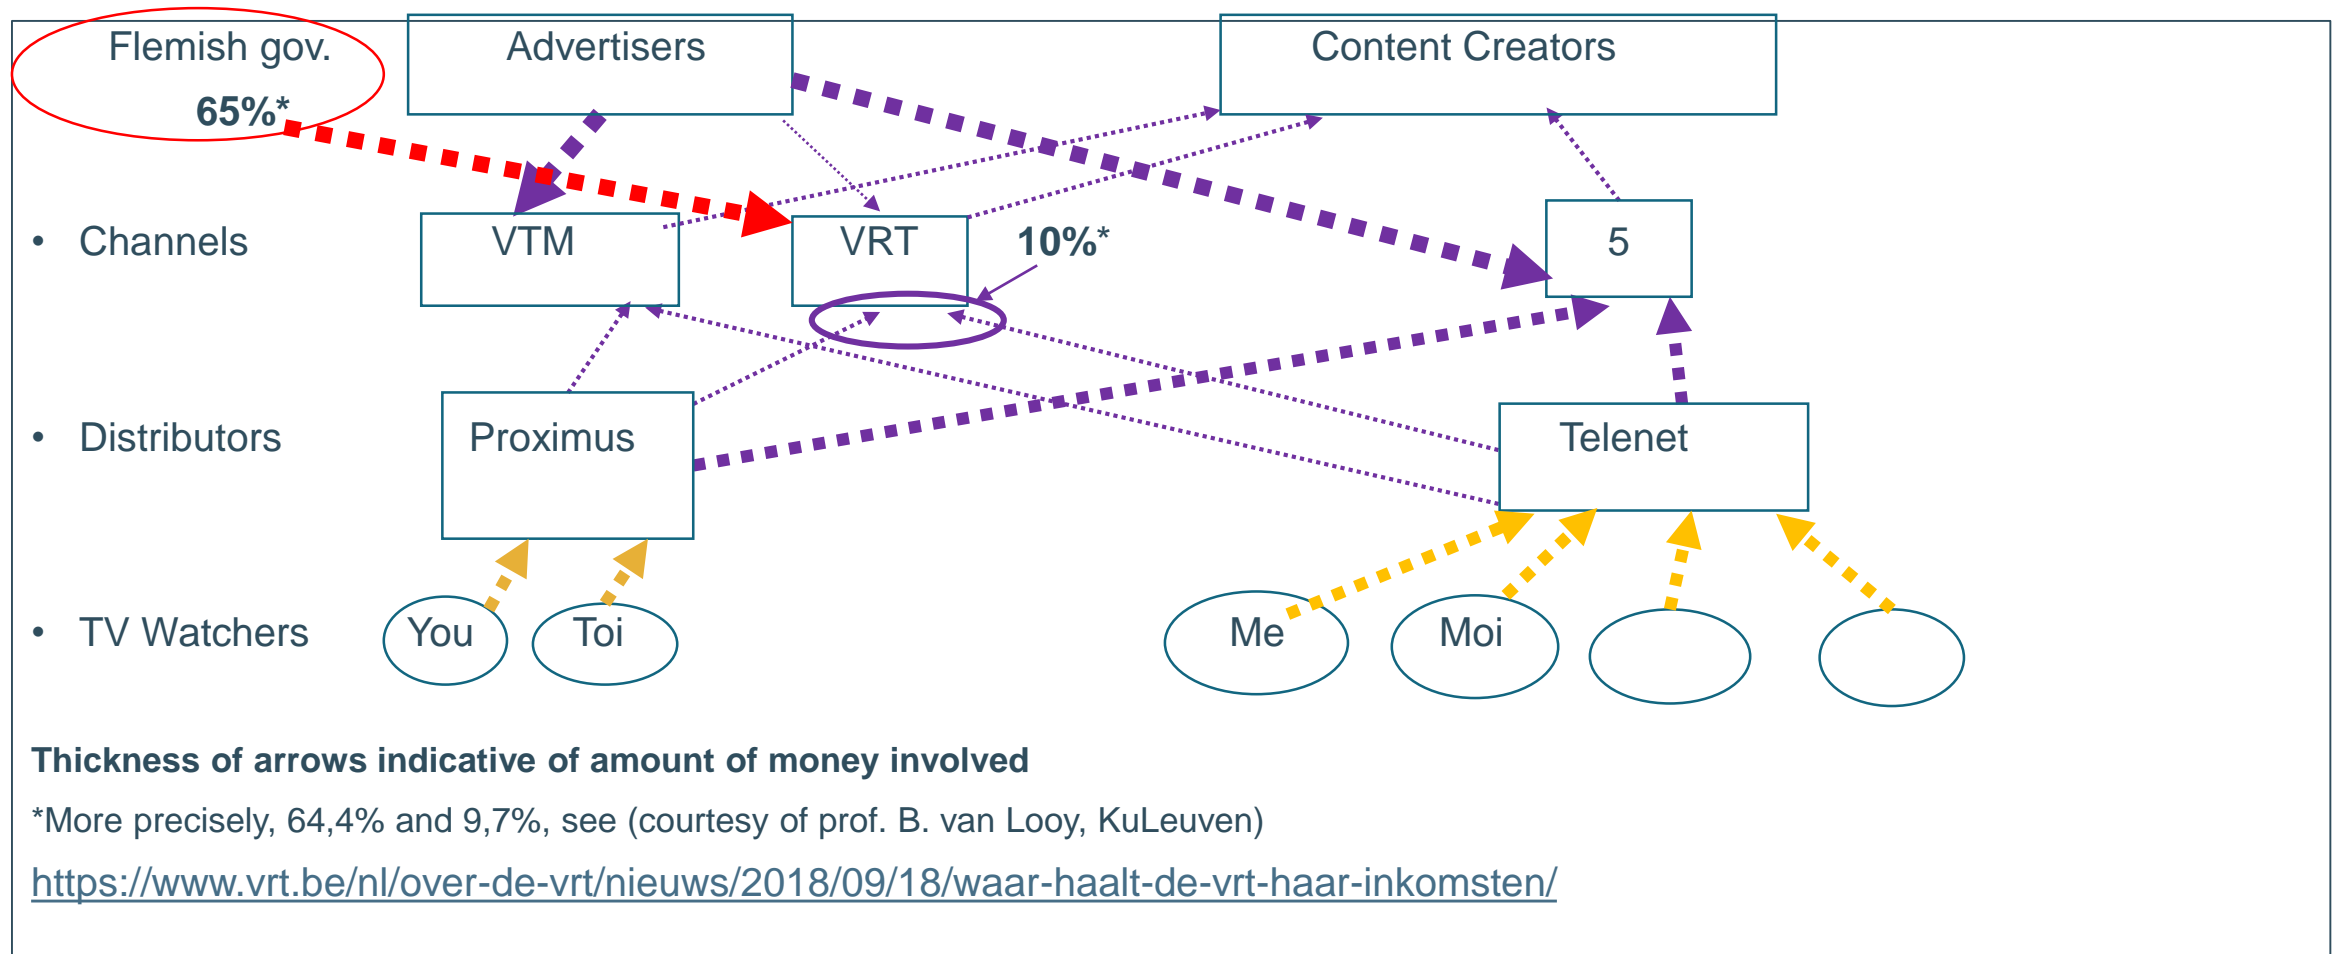 Flemish gov.
Advertisers
Content Creators
65%*
• Channels
VTM
VRT
10%*
5
• Distributors
Proximus
Telenet
• TV Watchers
You
Toi
Me
Moi
Thickness of arrows indicative of amount of money involved
*More precisely, 64,4% and 9,7%, see (courtesy of prof. B. van Looy, KuLeuven)
https://www.vrt.be/nl/over-de-vrt/nieuws/2018/09/18/waar-haalt-de-vrt-haar-inkomsten/